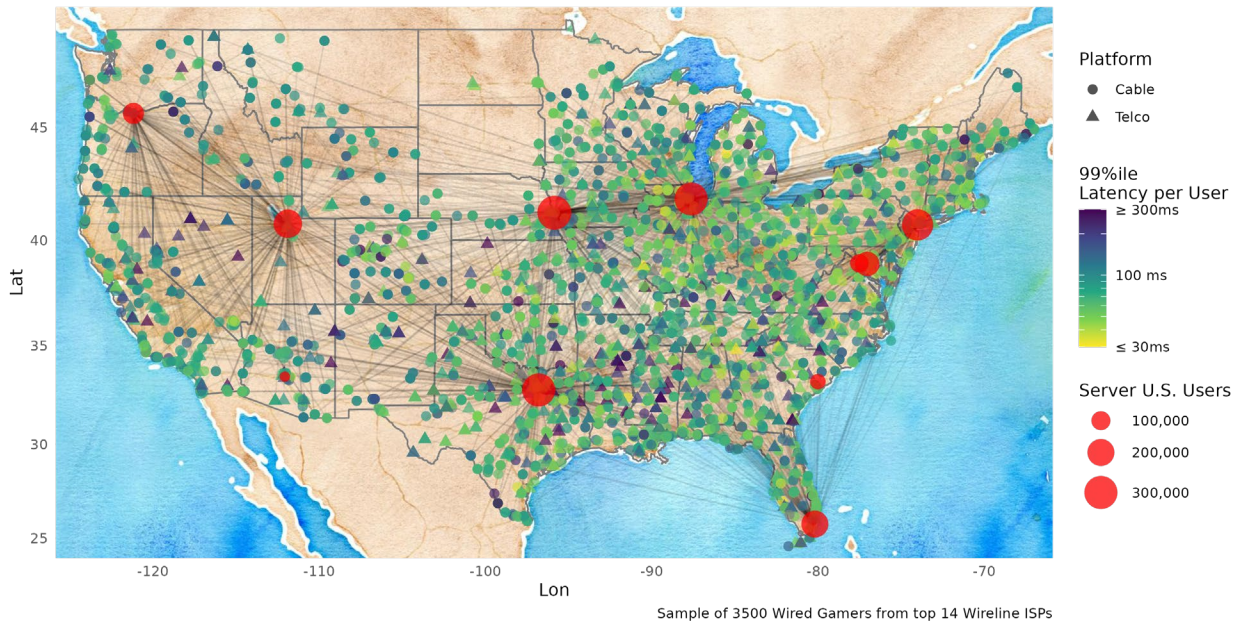 Platform
Cable
Telco
99%ile
Latency per User
≥ 300ms
100 ms
≤ 30ms
Server U.S. Users
100,000
200,000
300,000
Lat
45
40
35
30
25
-120
-110
-100
-90
-80
-70
Lon
Sample of 3500 Wired Gamers from top 14 Wireline ISPs